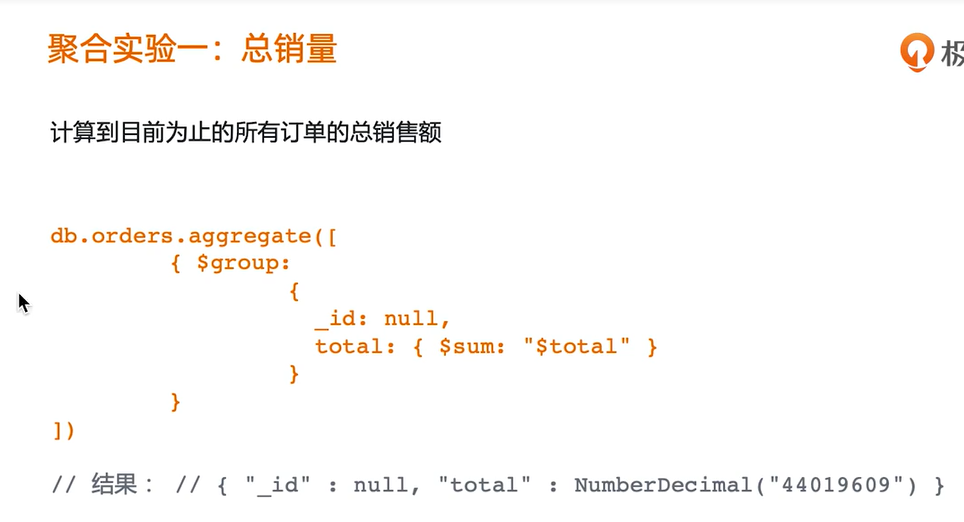 聚合实验一：总销量
极
计算到目前为止的所有订单的总销售额
db.orders.aggregate([
{ $group:
{
_id: null,
total: { $sum: "$total" }
}
}
])
// 结果： // { "_id" : null, "total" : NumberDecimal("44019609") }